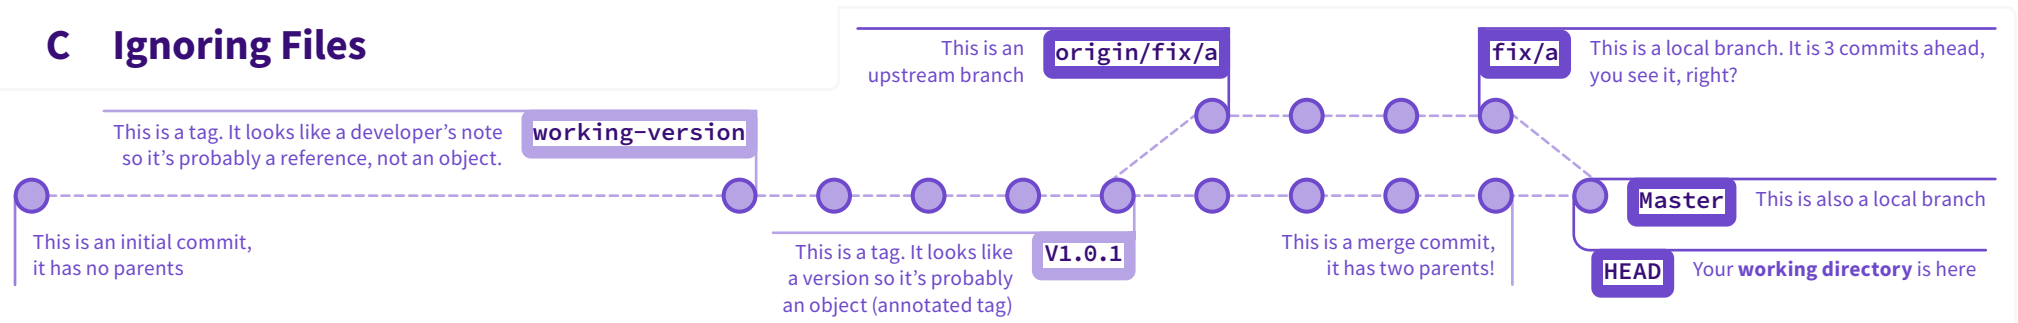 C Ignoring Files
This is an
upstream branch
origin/fix/a
fix/a
This is a local branch. It is 3 commits ahead,
you see it, right?
This is a tag. It looks like a developer’s note
so it’s probably a reference, not an object.
working-version
Master
This is also a local branch
This is an initial commit,
it has no parents
This is a tag. It looks like
a version so it’s probably
an object (annotated tag)
V1.0.1
This is a merge commit,
it has two parents!
HEAD
Your working directory is here